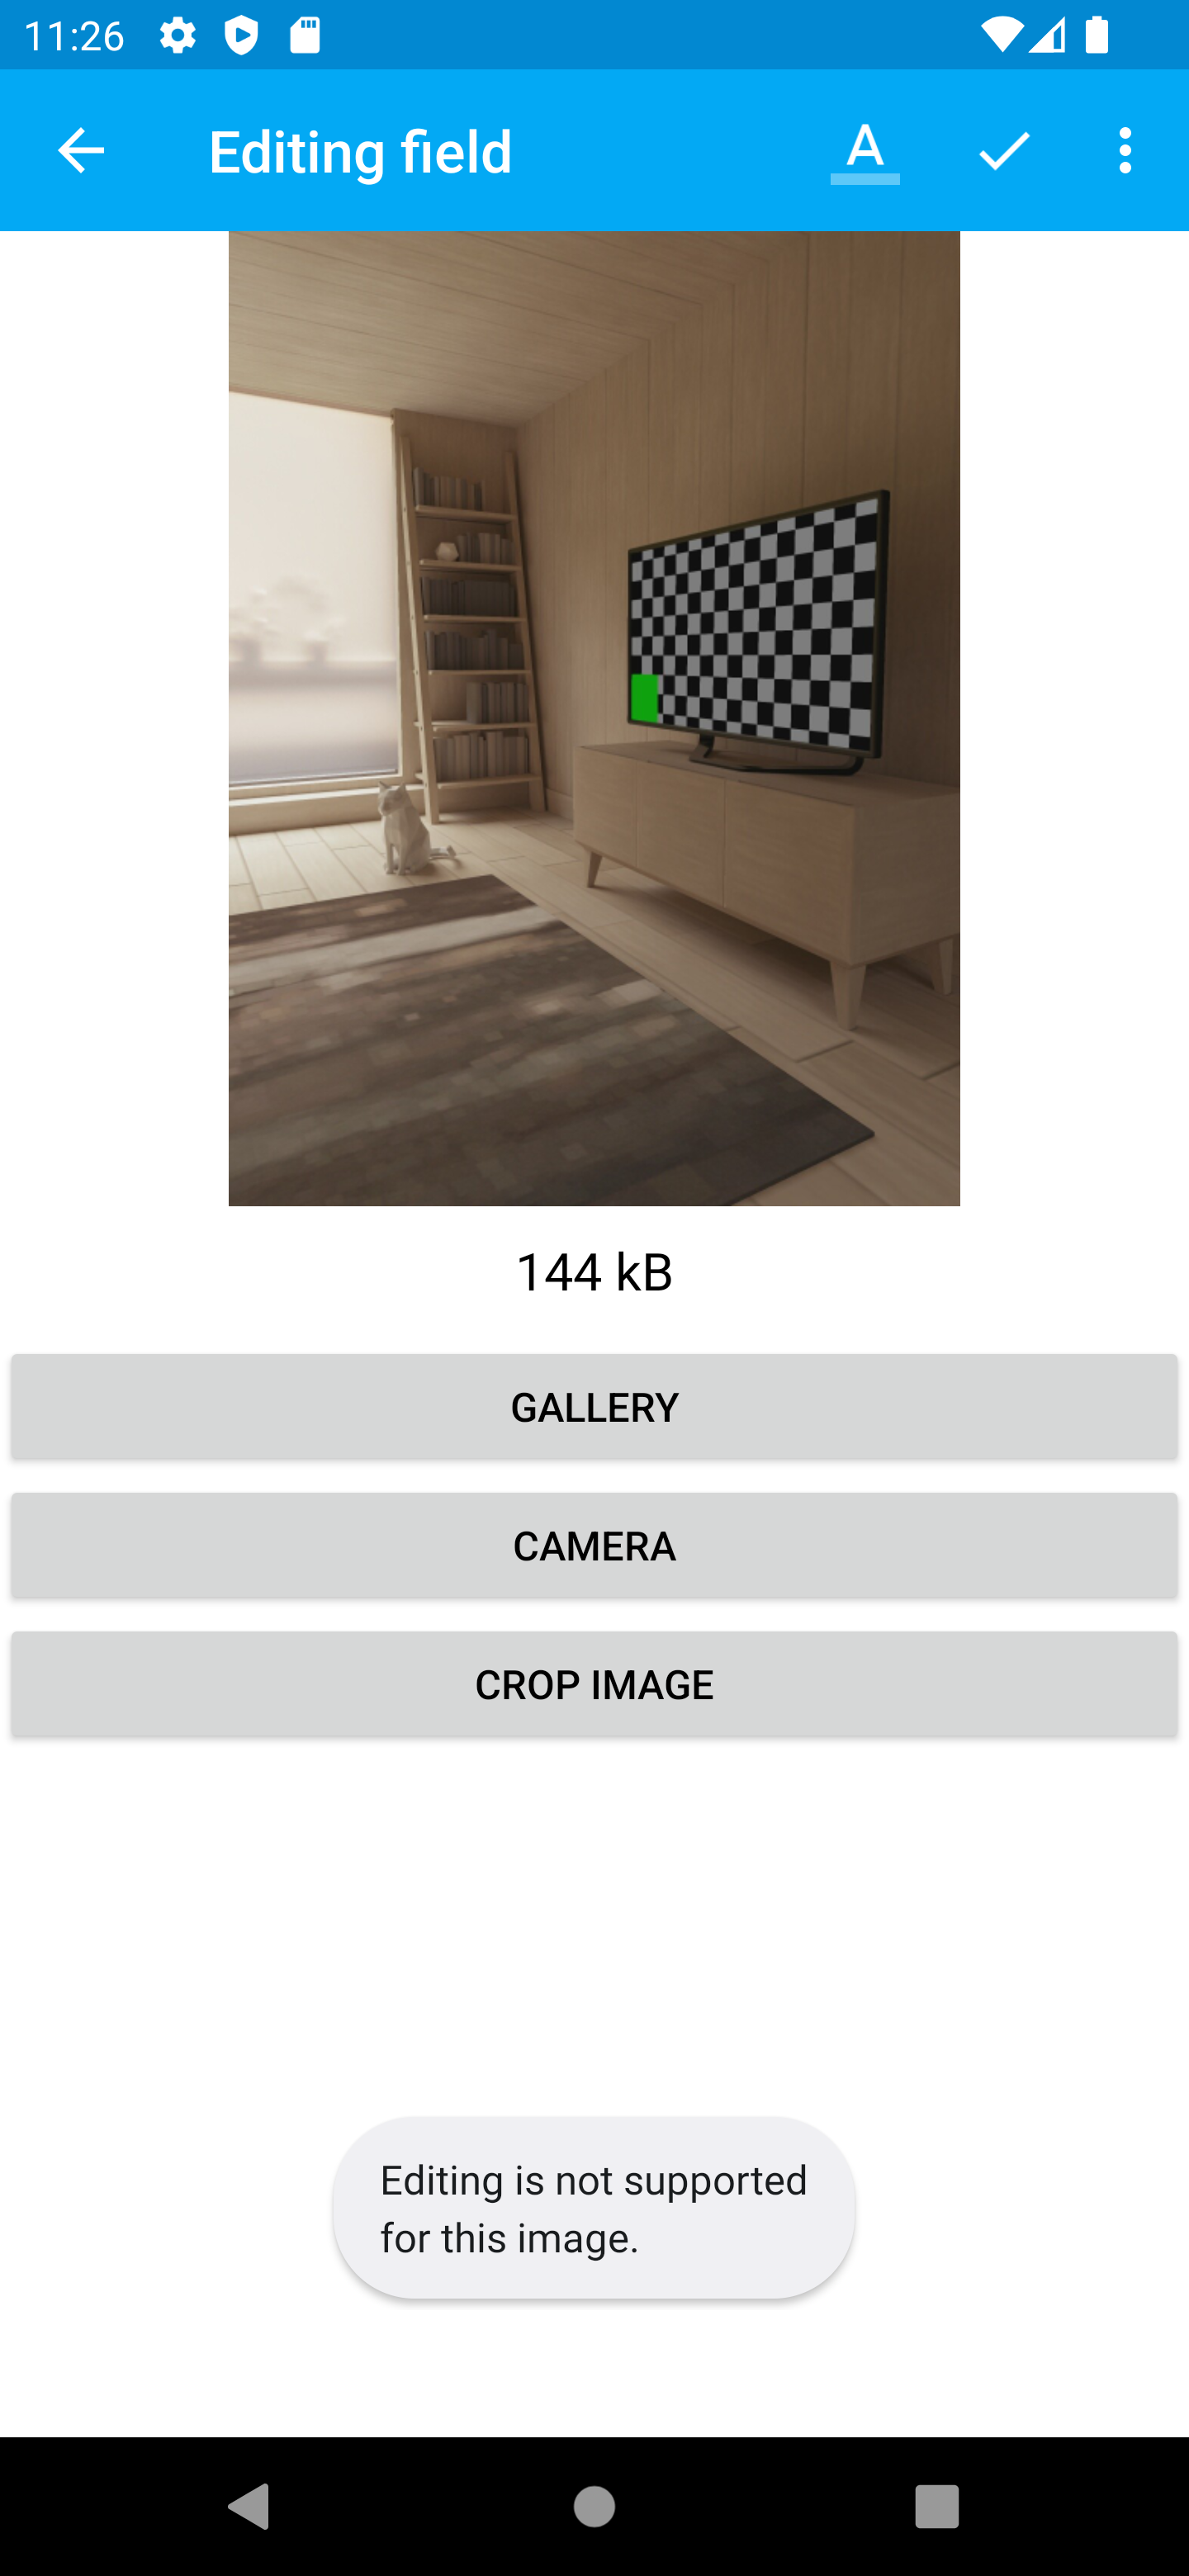 11:26
Editing field
A
144 kB
GALLERY
CAMERA
CROP IMAGE
Editing is not supported
for this image.